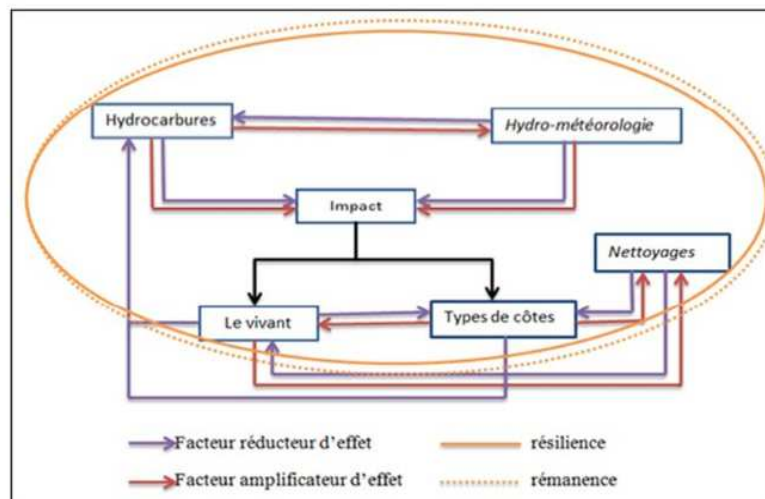 Hydrocarbures
Hydro-météorologie
Impact
Nettoyages
Le vivant
Types de côtes
Facteur réducteur d'effet
résilience
Facteur amplificateur d'effet
rémanence